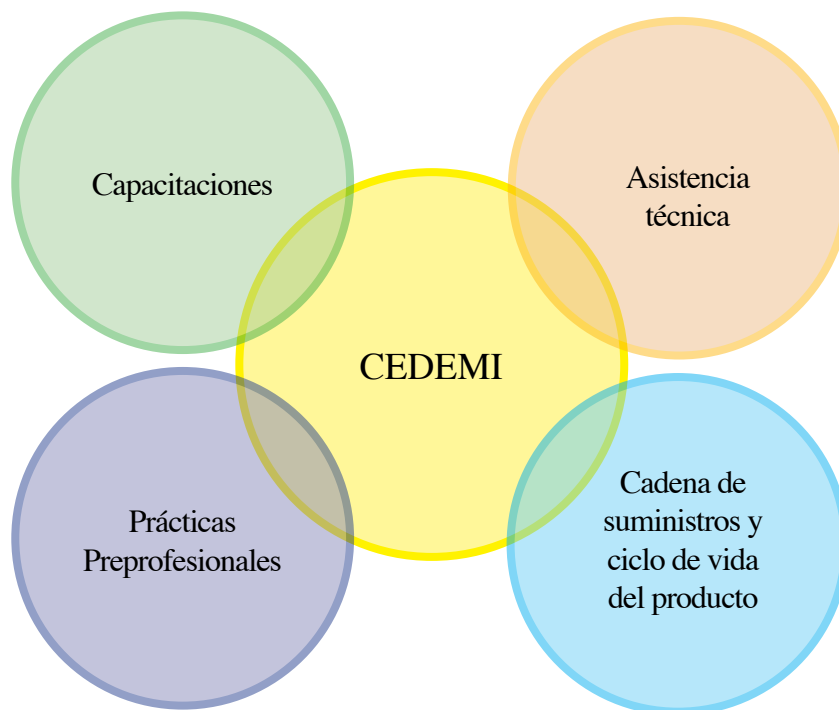 Capacitaciones
Asistencia
técnica
CEDEMI
Prácticas
Preprofesionales
Cadena de
suministros y
ciclo de vida
del producto